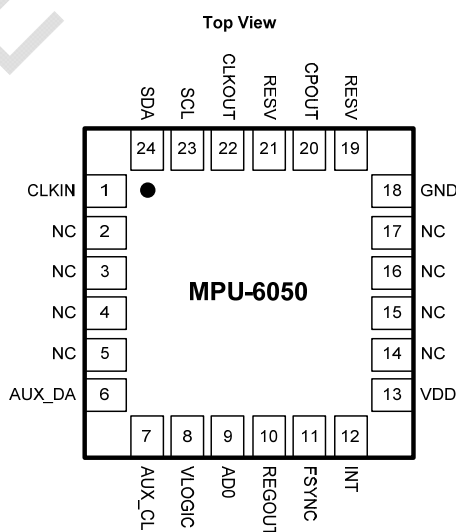 Top View
SDA
SCL
CLKOUT
RESV
CPOUT
RESV
24
23
22
21
20
19
CLKIN 1
18 GND
NC 2
17 NC
NC 3
16 NC
MPU-6050
NC 4
15 NC
NC 5
14 NC
AUX_DA 6
13 VDD
7
8
9
10
11
12
AUX_CL
VLOGIC
AD0
REGOUT
FSYNC
INT